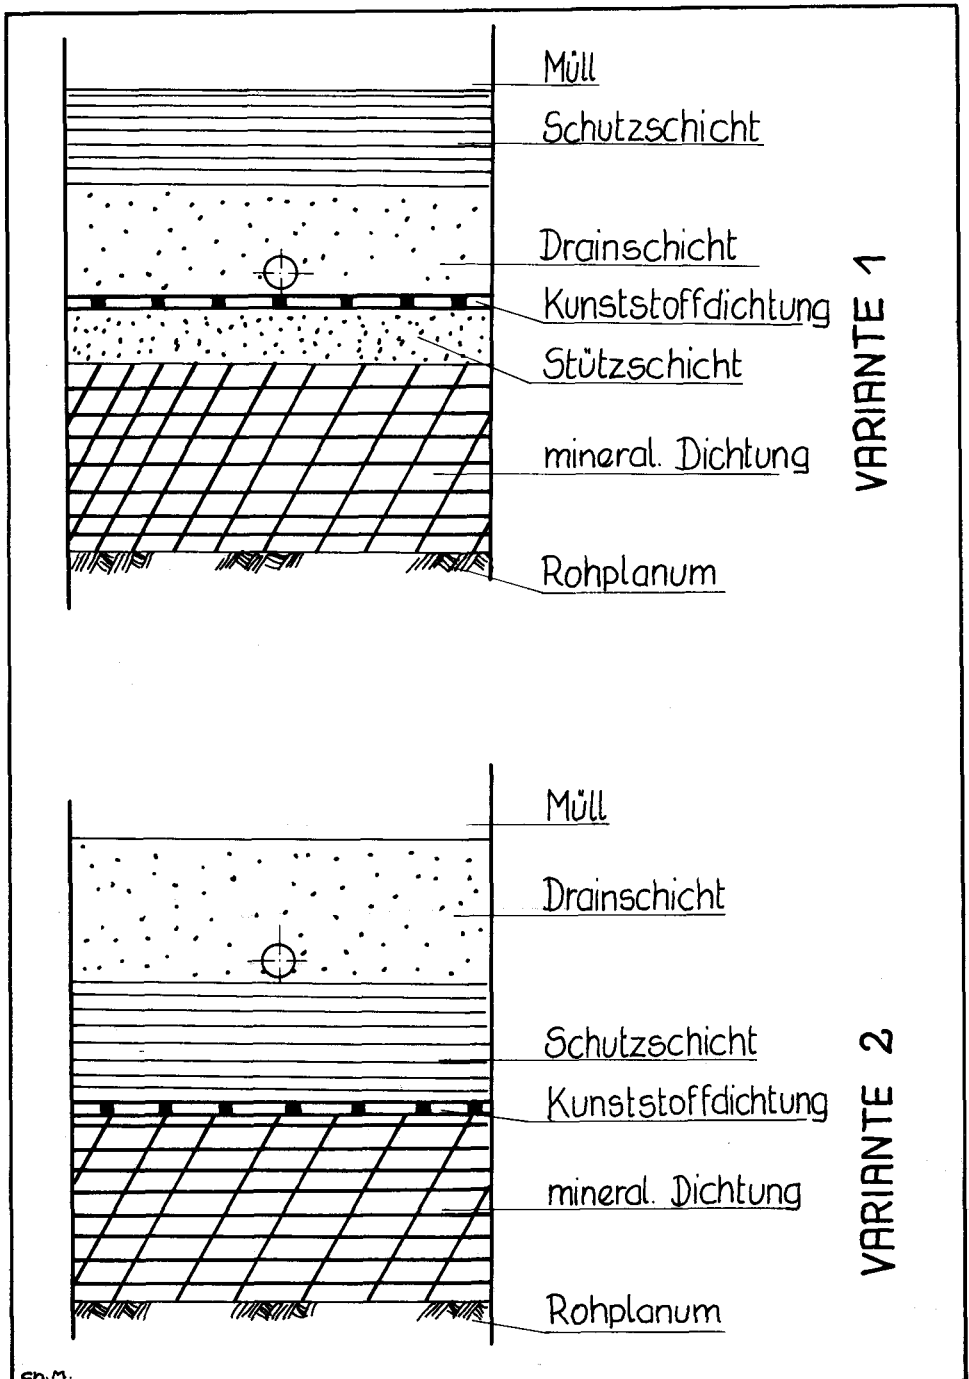 Müll
Schutzschicht
Drainschicht
Kunststoffdichtung
Stützschicht
mineral. Dichtung
Rohplanum
VARIANTE 1
Müll
Drainschicht
Schutzschicht
Kunststoffdichtung
mineral. Dichtung
Rohplanum
VARIANTE 2